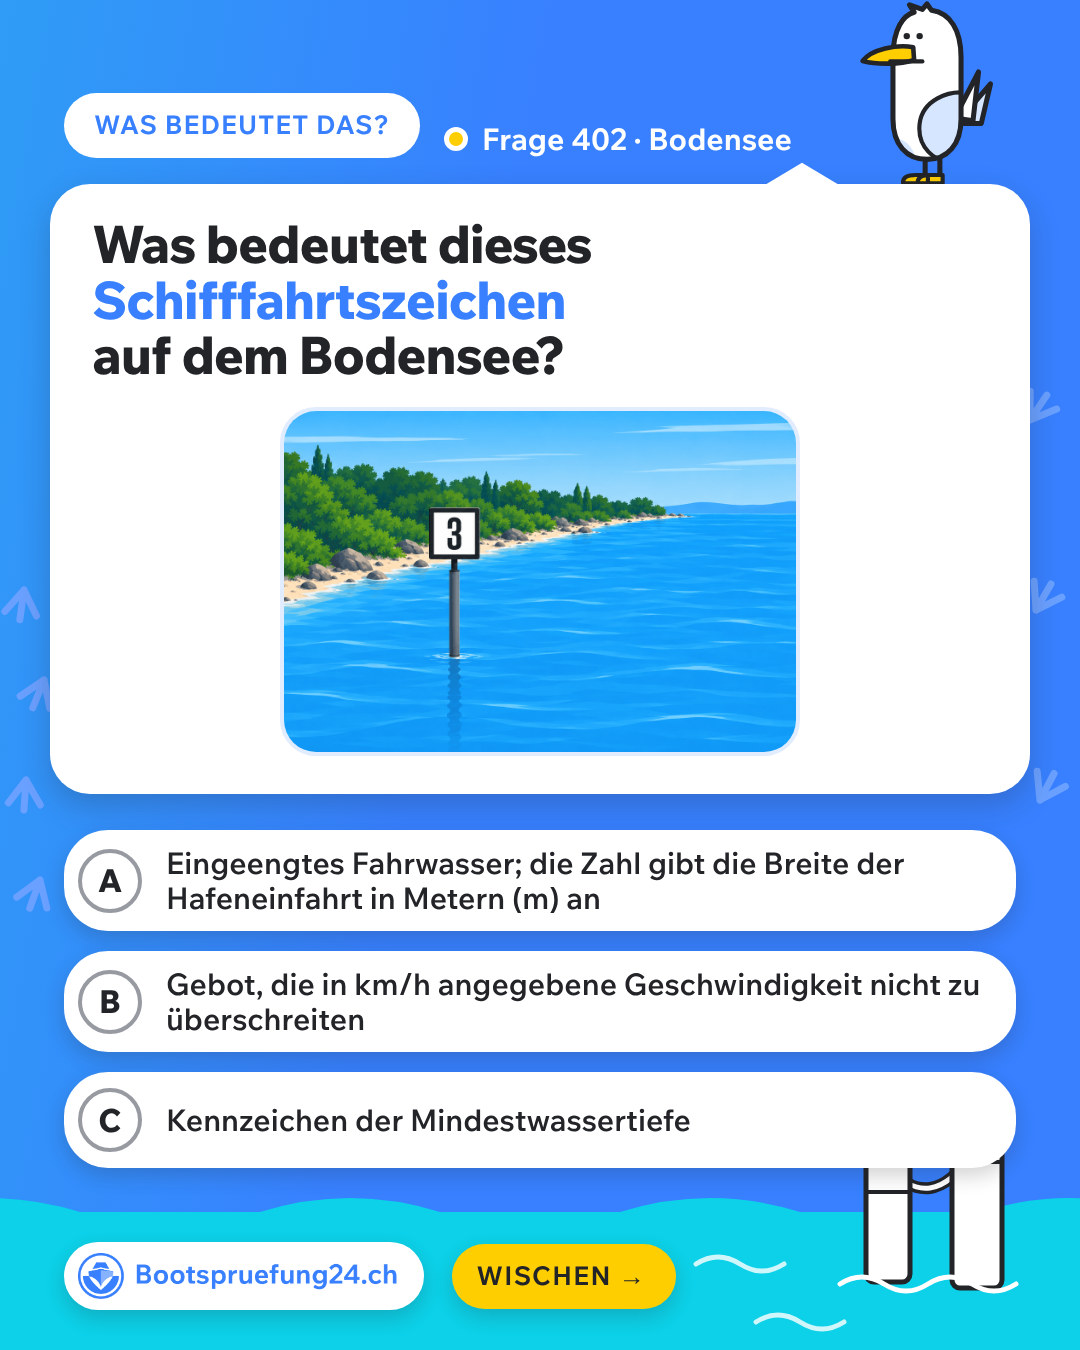 WAS BEDEUTET DAS?
Frage 402 · Bodensee
Was bedeutet dieses
Schifffahrtszeichen
auf dem Bodensee?
3
A
Eingeengtes Fahrwasser; die Zahl gibt die Breite der
Hafeneinfahrt in Metern (m) an
B
Gebot, die in km/h angegebene Geschwindigkeit nicht zu
überschreiten
C
Kennzeichen der Mindestwassertiefe
Bootspruefung24.ch
WISCHEN →